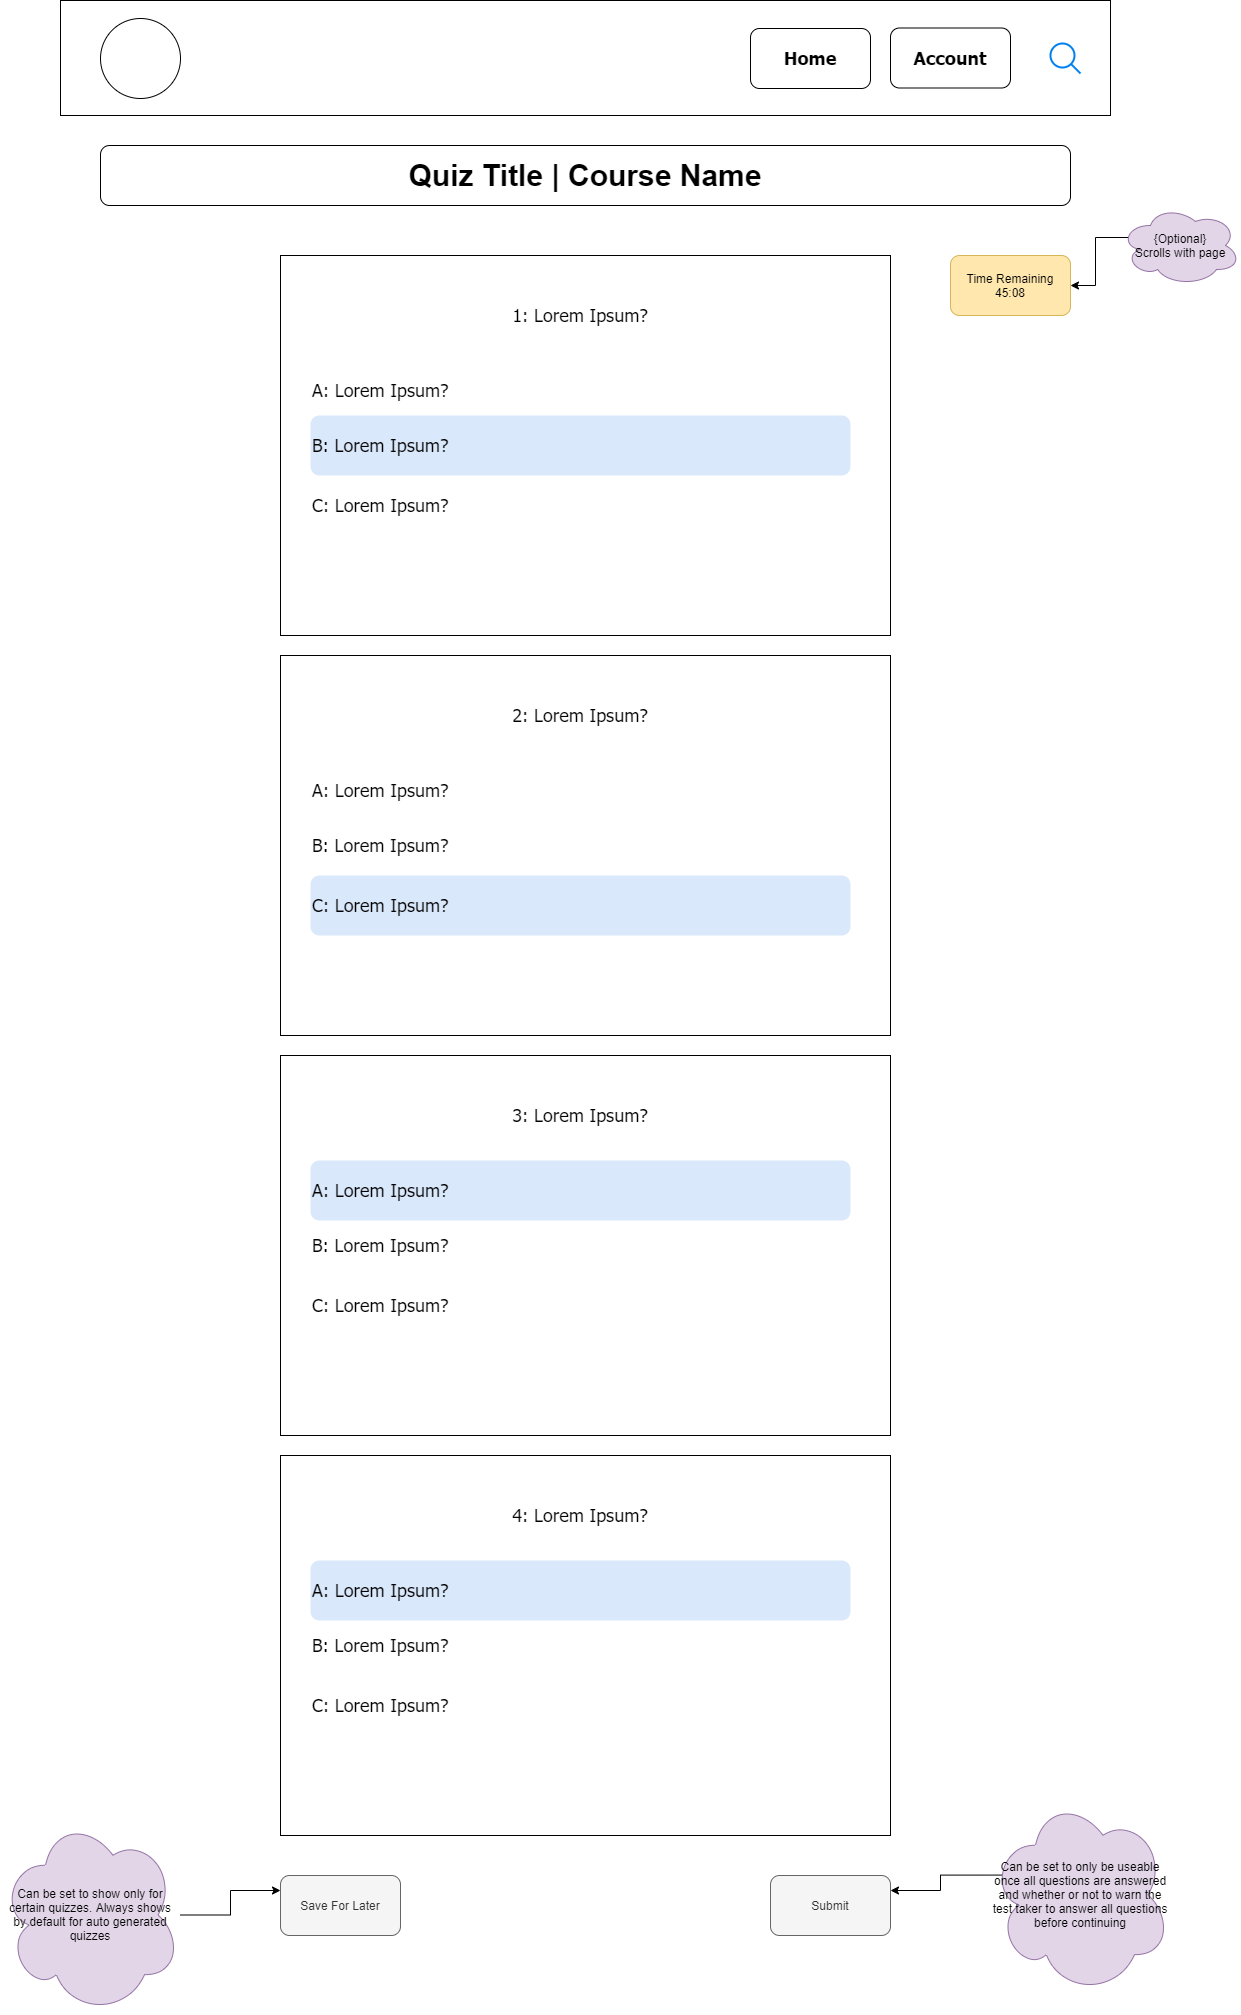 Home
Account
Quiz Title | Course Name
{Optional}
Scrolls with page
Time Remaining
45:08
1: Lorem Ipsum?
A: Lorem Ipsum?
B: Lorem Ipsum?
C: Lorem Ipsum?
2: Lorem Ipsum?
A: Lorem Ipsum?
B: Lorem Ipsum?
C: Lorem Ipsum?
3: Lorem Ipsum?
A: Lorem Ipsum?
B: Lorem Ipsum?
C: Lorem Ipsum?
4: Lorem Ipsum?
A: Lorem Ipsum?
B: Lorem Ipsum?
C: Lorem Ipsum?
Can be set to show only for
certain quizzes. Always shows
by default for auto generated
quizzes
Save For Later
Submit
Can be set to only be useable
once all questions are answered
and whether or not to warn the
test taker to answer all questions
before continuing